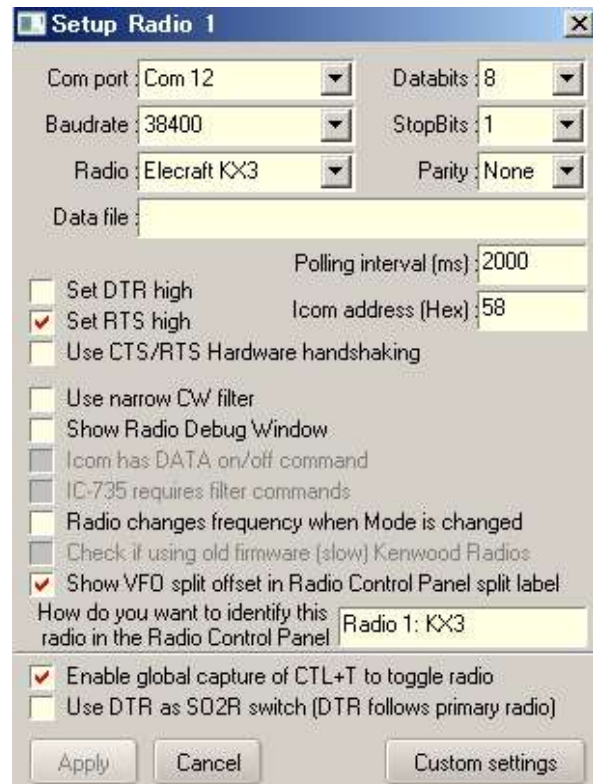 Setup Radio 1
Com port : Com 12 Databits : 8
Baudrate : 38400 StopBits : 1
Radio : Elecraft KX3 Parity : None
Data file :
Polling interval (ms) : 2000
Set DTR high
Icom address (Hex) : 58
Set RTS high
Use CTS/RTS Hardware handshaking
Use narrow CW filter
Show Radio Debug Window
Icom has DATA on/off command
IC-735 requires filter commands
Radio changes frequency when Mode is changed
Check if using old firmware (slow) Kenwood Radios
Show VFO split offset in Radio Control Panel split label
How do you want to identify this
radio in the Radio Control Panel Radio 1: KX3
Enable global capture of CTL+T to toggle radio
Use DTR as SO2R switch (DTR follows primary radio)
Apply Cancel Custom settings